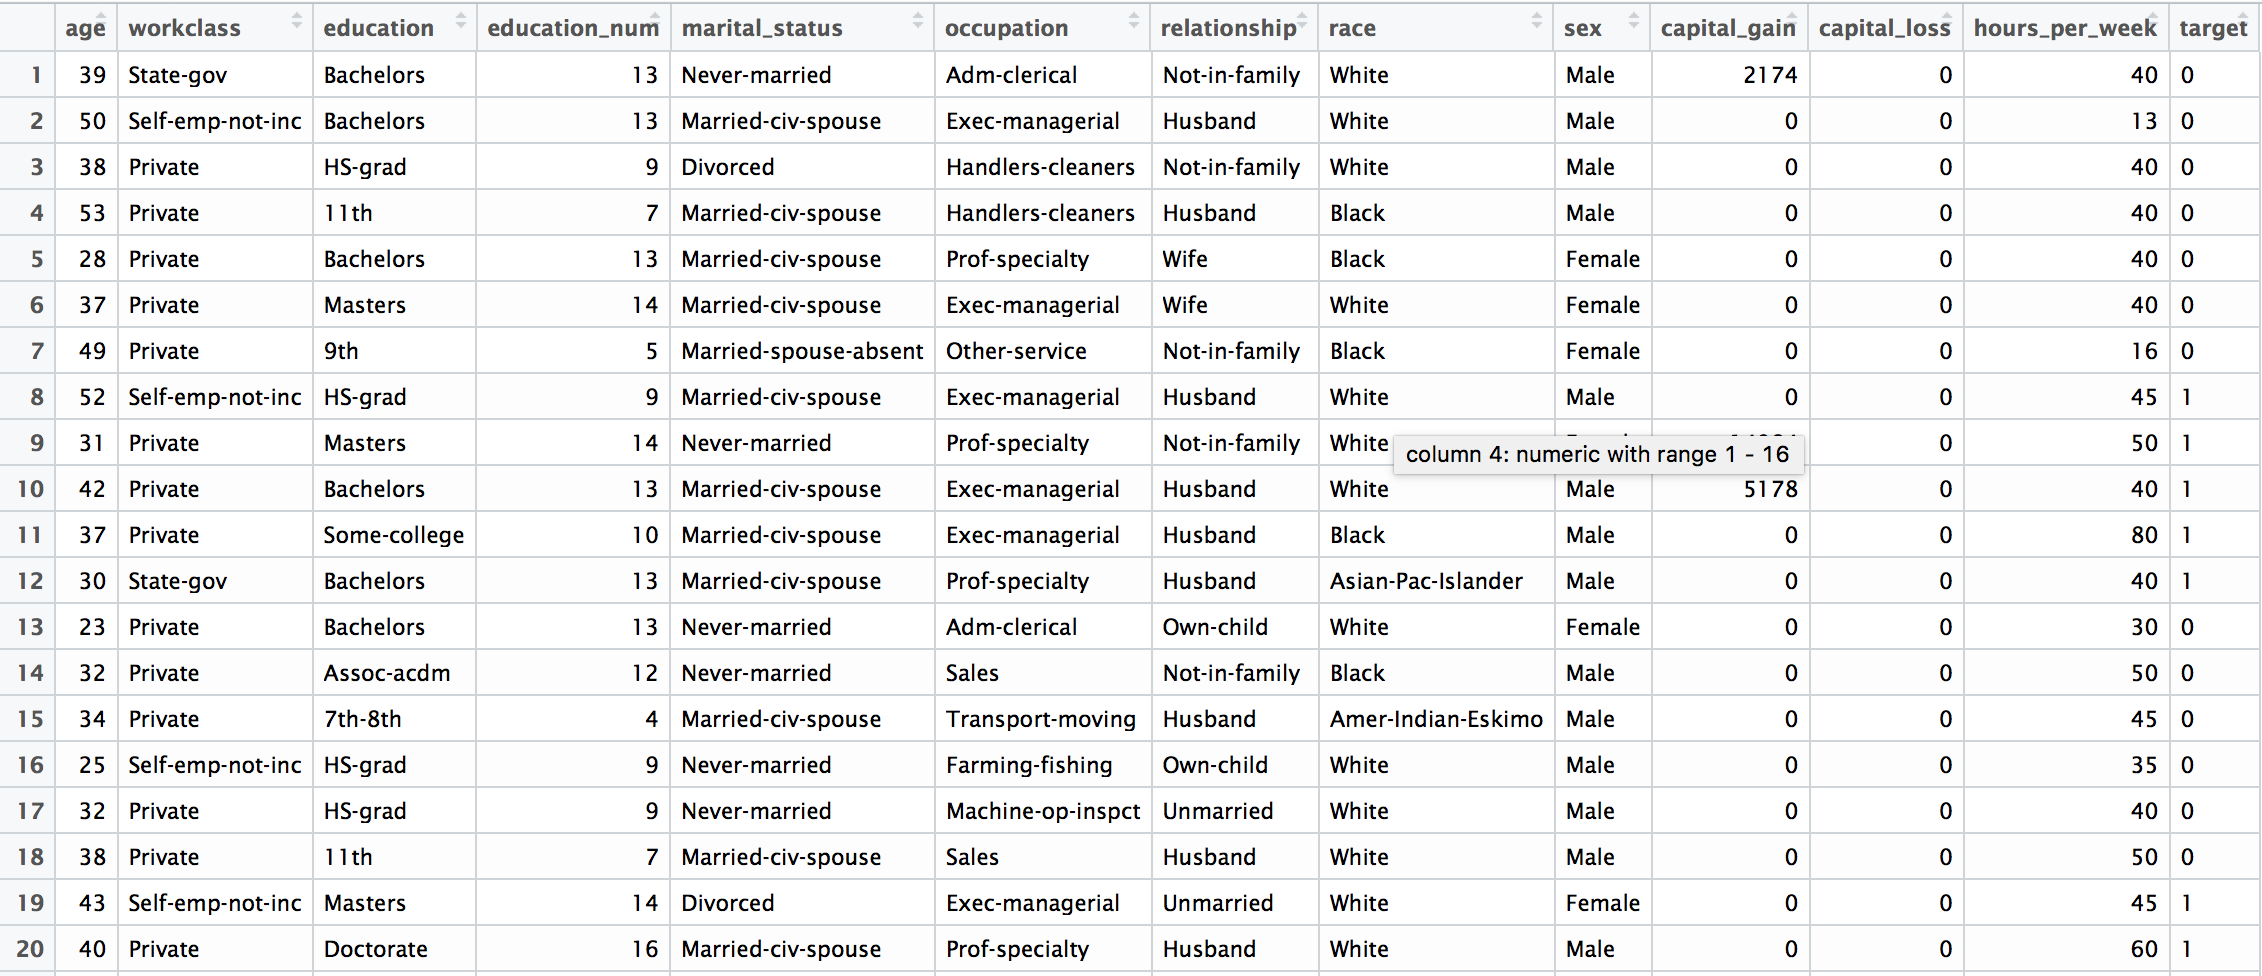 age workclass education education_num marital_status occupation relationship race sex capital_gain capital_loss hours_per_week target
1 39 State-gov Bachelors 13 Never-married Adm-clerical Not-in-family White Male 2174 0 40 0
2 50 Self-emp-not-inc Bachelors 13 Married-civ-spouse Exec-managerial Husband White Male 0 0 13 0
3 38 Private HS-grad 9 Divorced Handlers-cleaners Not-in-family White Male 0 0 40 0
4 53 Private 11th 7 Married-civ-spouse Handlers-cleaners Husband Black Male 0 0 40 0
5 28 Private Bachelors 13 Married-civ-spouse Prof-specialty Wife Black Female 0 0 40 0
6 37 Private Masters 14 Married-civ-spouse Exec-managerial Wife White Female 0 0 40 0
7 49 Private 9th 5 Married-spouse-absent Other-service Not-in-family Black Female 0 0 16 0
8 52 Self-emp-not-inc HS-grad 9 Married-civ-spouse Exec-managerial Husband White Male 0 0 45 1
9 31 Private Masters 14 Never-married Prof-specialty Not-in-family White 0 50 1
column 4: numeric with range 1 - 16
10 42 Private Bachelors 13 Married-civ-spouse Exec-managerial Husband White Male 5178 0 40 1
11 37 Private Some-college 10 Married-civ-spouse Exec-managerial Husband Black Male 0 0 80 1
12 30 State-gov Bachelors 13 Married-civ-spouse Prof-specialty Husband Asian-Pac-Islander Male 0 0 40 1
13 23 Private Bachelors 13 Never-married Adm-clerical Own-child White Female 0 0 30 0
14 32 Private Assoc-acdm 12 Never-married Sales Not-in-family Black Male 0 0 50 0
15 34 Private 7th-8th 4 Married-civ-spouse Transport-moving Husband Amer-Indian-Eskimo Male 0 0 45 0
16 25 Self-emp-not-inc HS-grad 9 Never-married Farming-fishing Own-child White Male 0 0 35 0
17 32 Private HS-grad 9 Never-married Machine-op-inspct Unmarried White Male 0 0 40 0
18 38 Private 11th 7 Married-civ-spouse Sales Husband White Male 0 0 50 0
19 43 Self-emp-not-inc Masters 14 Divorced Exec-managerial Unmarried White Female 0 0 45 1
20 40 Private Doctorate 16 Married-civ-spouse Prof-specialty Husband White Male 0 0 60 1